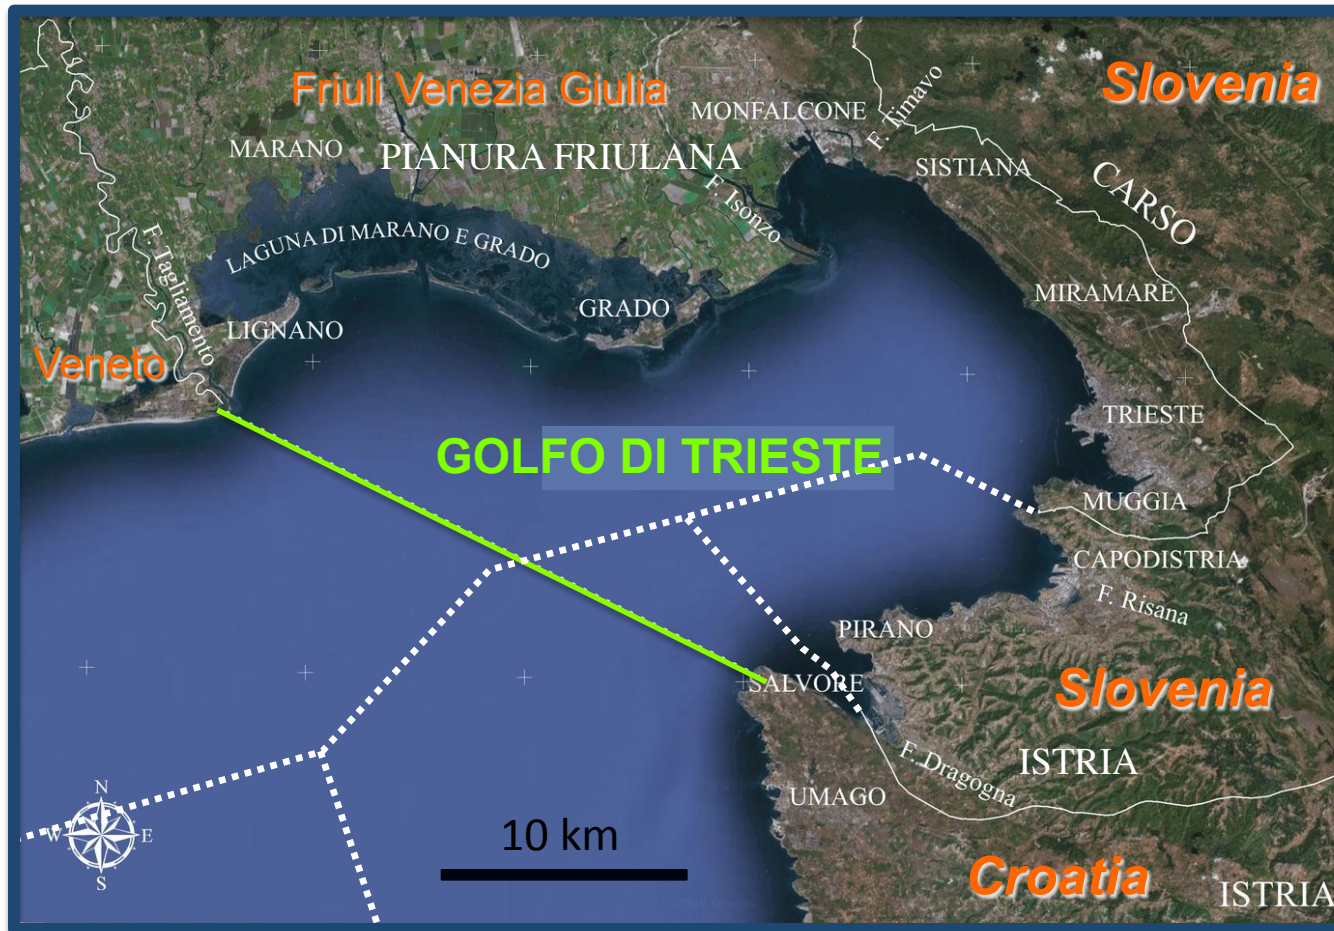 Friuli Venezia Giulia
Slovenia
MONFALCONE
F. Timavo
MARANO
PIANURA FRIULANA
SISTIANA
CARSO
F. Isonzo
F. Tagliamento
LAGUNA DI MARANO E GRADO
MIRAMARE
GRADO
LIGNANO
Veneto
TRIESTE
GOLFO DI TRIESTE
MUGGIA
CAPODISTRIA
F. Risana
PIRANO
SALVORE
Slovenia
F. Dragogna
ISTRIA
UMAGO
N
W
E
S
10 km
Croatia
ISTRIA